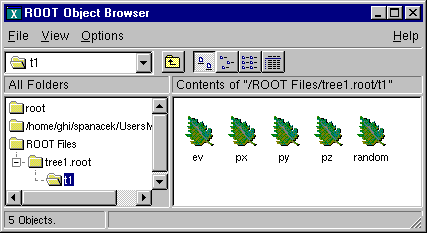 ROOT Object Browser
File View Options Help
t1
All Folders
Contents of "/ROOT Files/tree1.root/t1"
root
/home/ghi/spanacek/Users
ROOT Files
tree1.root
t1
ev px py pz random
5 Objects.